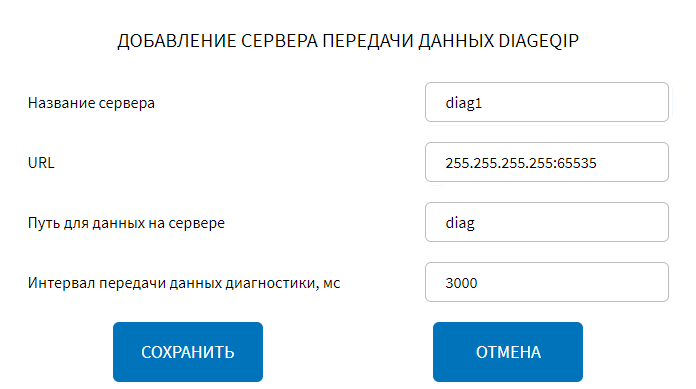 ДОБАВЛЕНИЕ СЕРВЕРА ПЕРЕДАЧИ ДАННЫХ DIAGEQIP
Название сервера diag1
URL 255.255.255.255:65535
Путь для данных на сервере diag
Интервал передачи данных диагностики, мс 3000
СОХРАНИТЬ ОТМЕНА